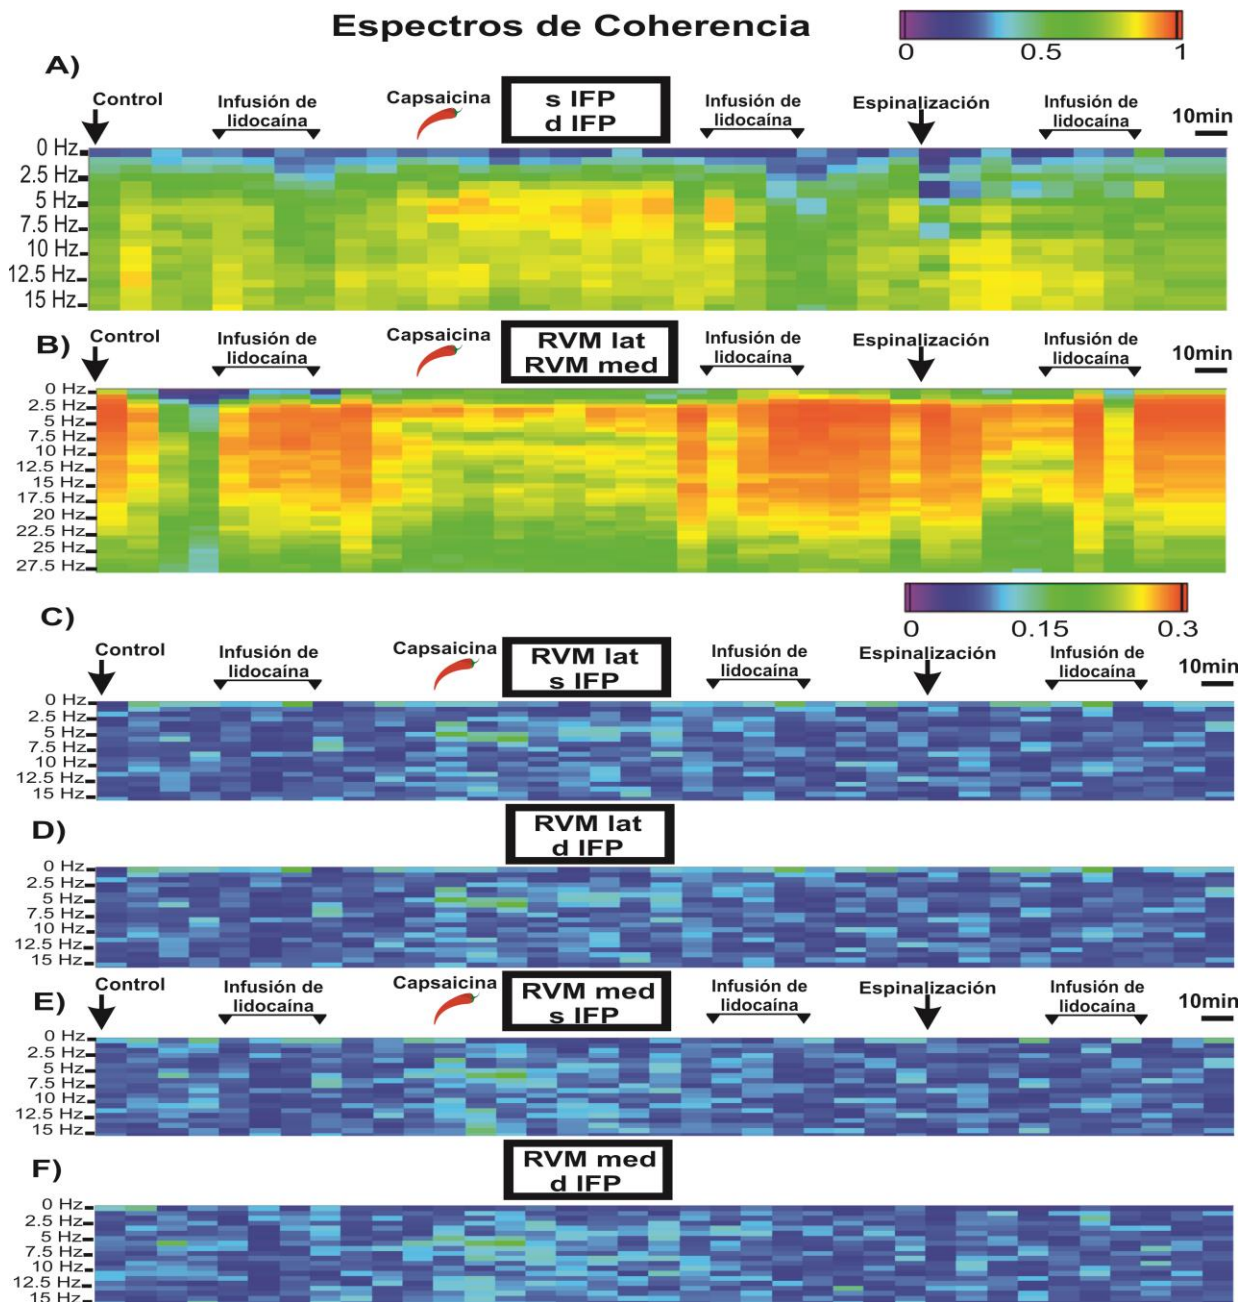 Espectros de Coherencia
0 0.5 1
A)
Control
Infusión de
lidocaína
Capsaicina
s IFP
d IFP
Infusión de
lidocaína
Espinalización
Infusión de
lidocaína
10min
0 Hz
2.5 Hz
5 Hz
7.5 Hz
10 Hz
12.5 Hz
15 Hz
B)
Control
Infusión de
lidocaína
Capsaicina
RVM lat
RVM med
Infusión de
lidocaína
Espinalización
Infusión de
lidocaína
10min
0 Hz
2.5 Hz
5 Hz
7.5 Hz
10 Hz
12.5 Hz
15 Hz
17.5 Hz
20 Hz
22.5 Hz
25 Hz
27.5 Hz
0 0.15 0.3
C)
Control
Infusión de
lidocaína
Capsaicina
RVM lat
s IFP
Infusión de
lidocaína
Espinalización
Infusión de
lidocaína
10min
0 Hz
2.5 Hz
5 Hz
7.5 Hz
10 Hz
12.5 Hz
15 Hz
D)
RVM lat
d IFP
0 Hz
2.5 Hz
5 Hz
7.5 Hz
10 Hz
12.5 Hz
15 Hz
E)
Control
Infusión de
lidocaína
Capsaicina
RVM med
s IFP
Infusión de
lidocaína
Espinalización
Infusión de
lidocaína
10min
0 Hz
2.5 Hz
5 Hz
7.5 Hz
10 Hz
12.5 Hz
15 Hz
F)
RVM med
d IFP
0 Hz
2.5 Hz
5 Hz
7.5 Hz
10 Hz
12.5 Hz
15 Hz